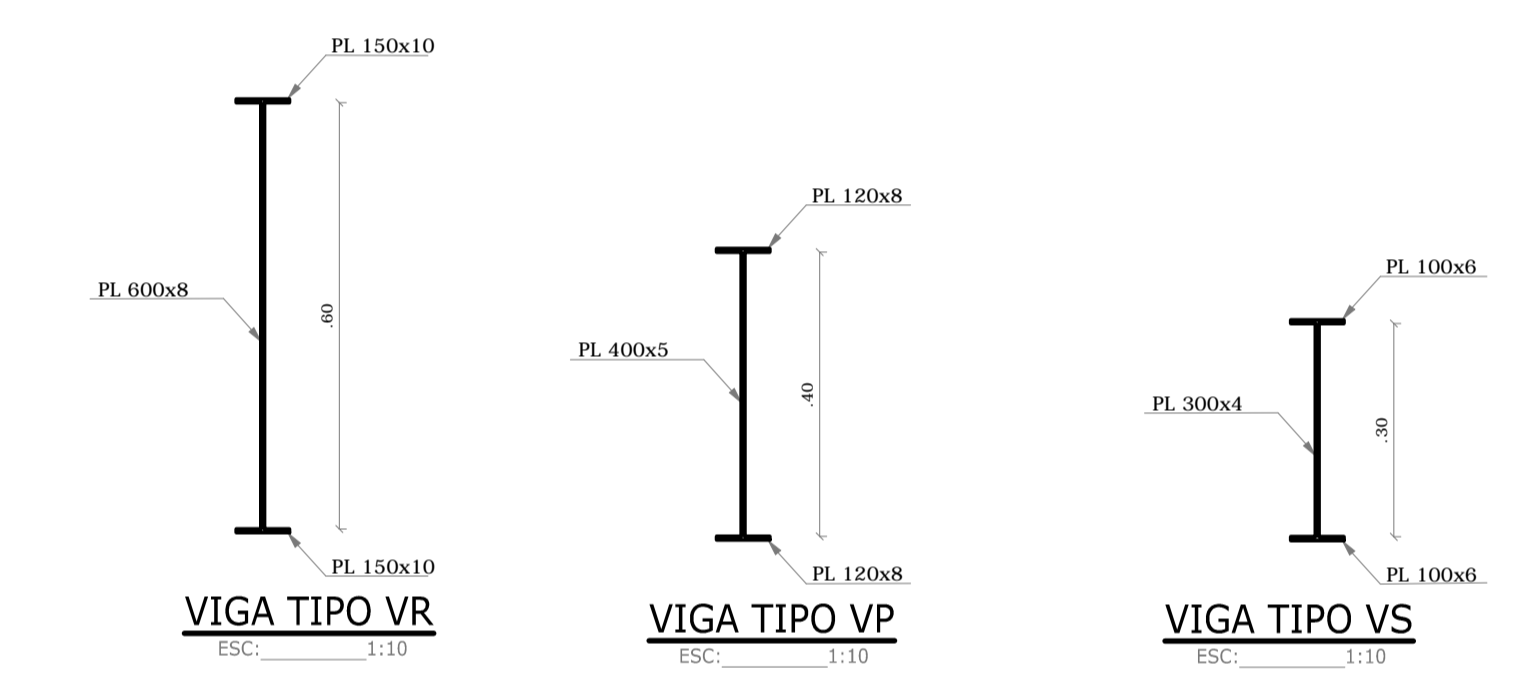 PL 150x10
PL 600x8
.60
PL 150x10
VIGA TIPO VR
ESC: 1:10
PL 120x8
PL 400x5
.40
PL 120x8
VIGA TIPO VP
ESC: 1:10
PL 100x6
PL 300x4
.30
PL 100x6
VIGA TIPO VS
ESC: 1:10